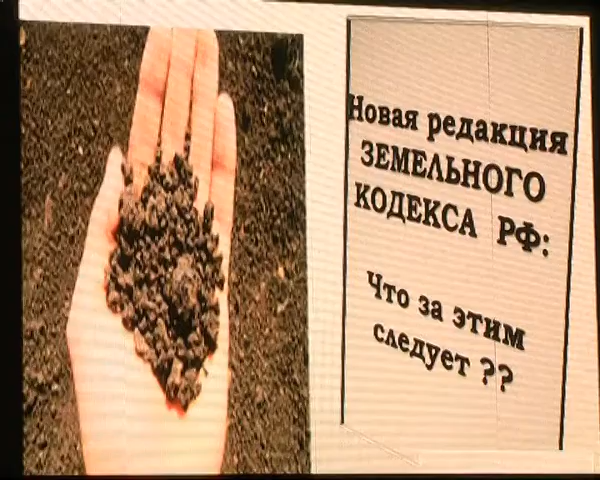 Новая редакция
ЗЕМЕЛЬНОГО
КОДЕКСА РФ:
Что за этим
следует ??